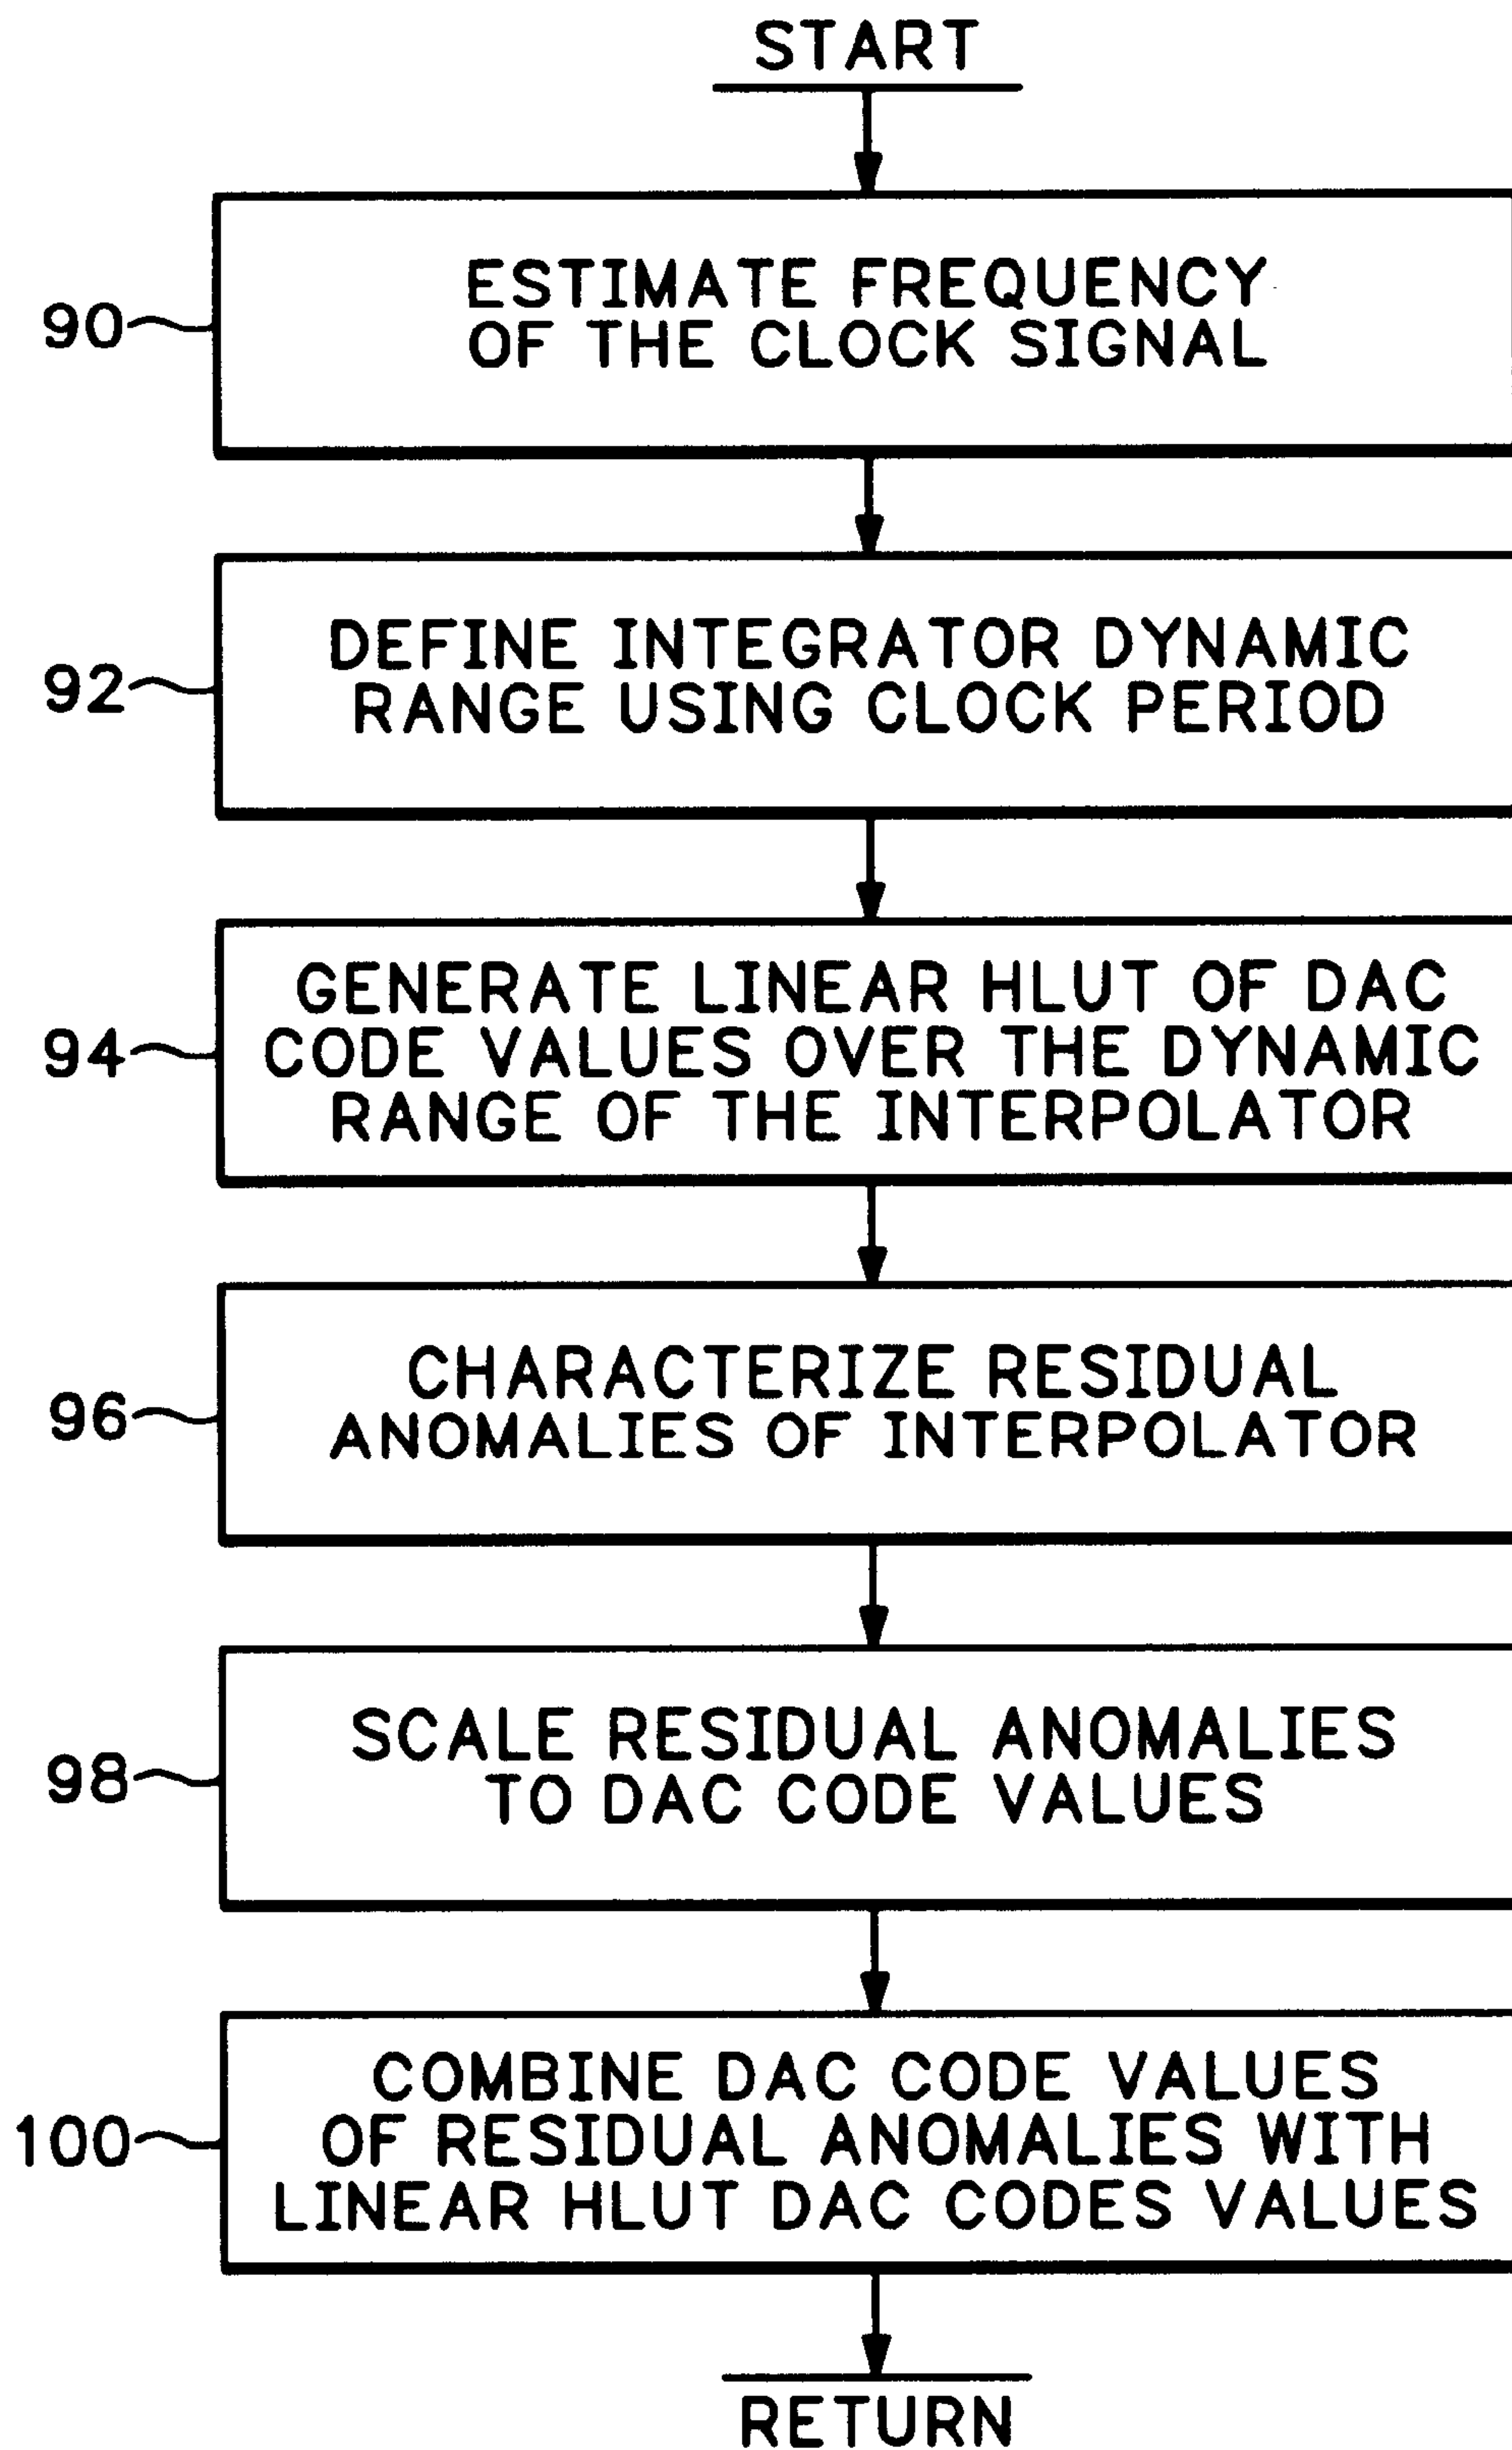 START
90
ESTIMATE FREQUENCY
OF THE CLOCK SIGNAL
92
DEFINE INTEGRATOR DYNAMIC
RANGE USING CLOCK PERIOD
94
GENERATE LINEAR HLUT OF DAC
CODE VALUES OVER THE DYNAMIC
RANGE OF THE INTERPOLATOR
96
CHARACTERIZE RESIDUAL
ANOMALIES OF INTERPOLATOR
98
SCALE RESIDUAL ANOMALIES
TO DAC CODE VALUES
100
COMBINE DAC CODE VALUES
OF RESIDUAL ANOMALIES WITH
LINEAR HLUT DAC CODES VALUES
RETURN